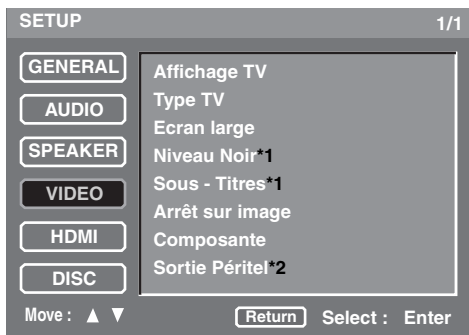 SETUP 1/1
GENERAL
AUDIO
SPEAKER
VIDEO
HDMI
DISC
Affichage TV
Type TV
Ecran large
Niveau Noir*1
Sous - Titres*1
Arrêt sur image
Composante
Sortie Péritel*2
Move : ▲ ▼ Return Select : Enter